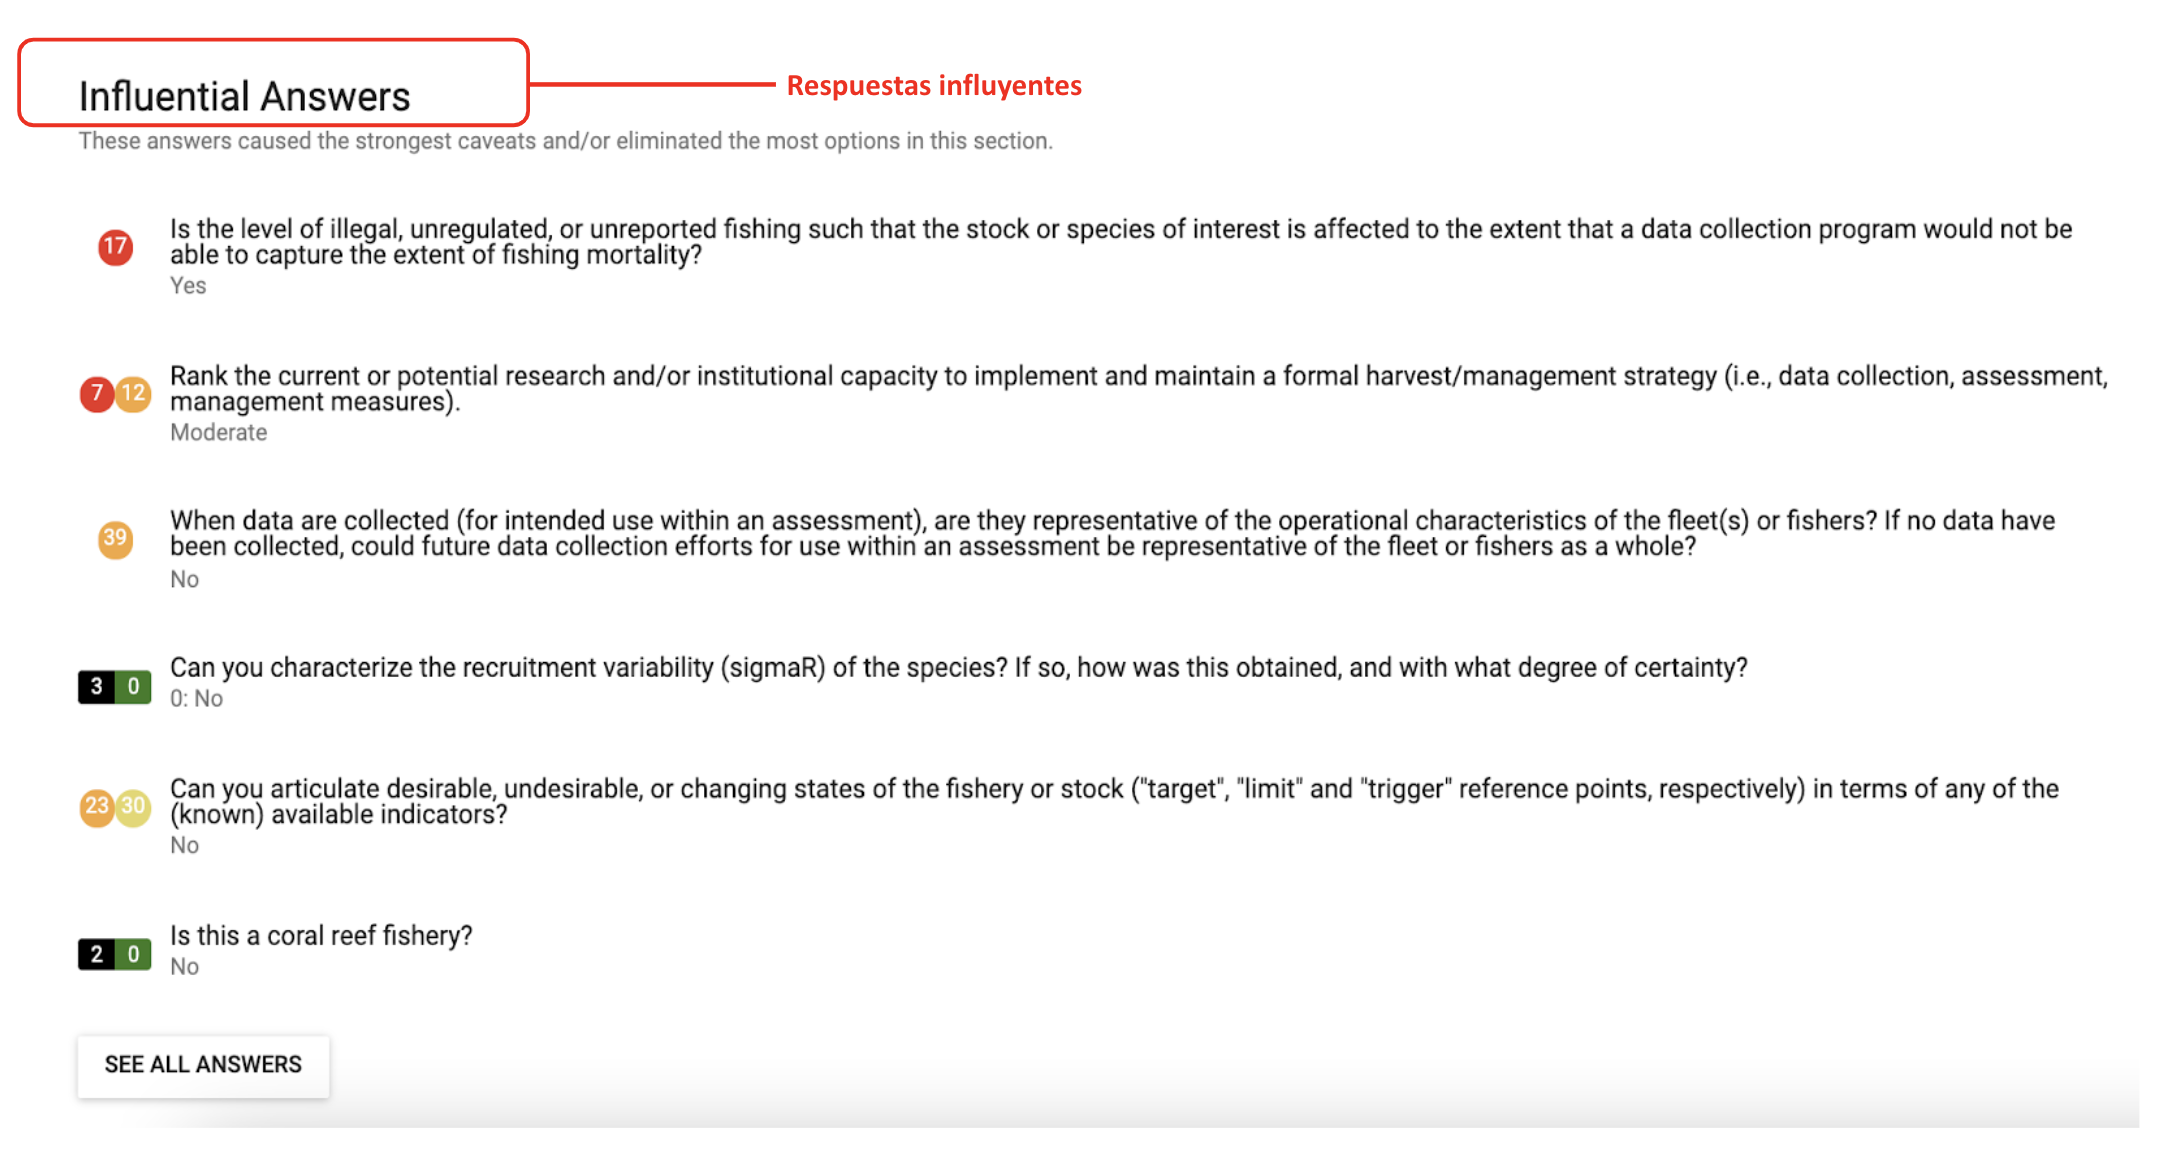 Influential Answers
Respuestas influyentes
These answers caused the strongest caveats and/or eliminated the most options in this section.
17
Is the level of illegal, unregulated, or unreported fishing such that the stock or species of interest is affected to the extent that a data collection program would not be
able to capture the extent of fishing mortality?
Yes
7 12
Rank the current or potential research and/or institutional capacity to implement and maintain a formal harvest/management strategy (i.e., data collection, assessment,
management measures).
Moderate
39
When data are collected (for intended use within an assessment), are they representative of the operational characteristics of the fleet(s) or fishers? If no data have
been collected, could future data collection efforts for use within an assessment be representative of the fleet or fishers as a whole?
No
3 0
Can you characterize the recruitment variability (sigmaR) of the species? If so, how was this obtained, and with what degree of certainty?
0: No
23 30
Can you articulate desirable, undesirable, or changing states of the fishery or stock ("target", "limit" and "trigger" reference points, respectively) in terms of any of the
(known) available indicators?
No
2 0
Is this a coral reef fishery?
No
SEE ALL ANSWERS